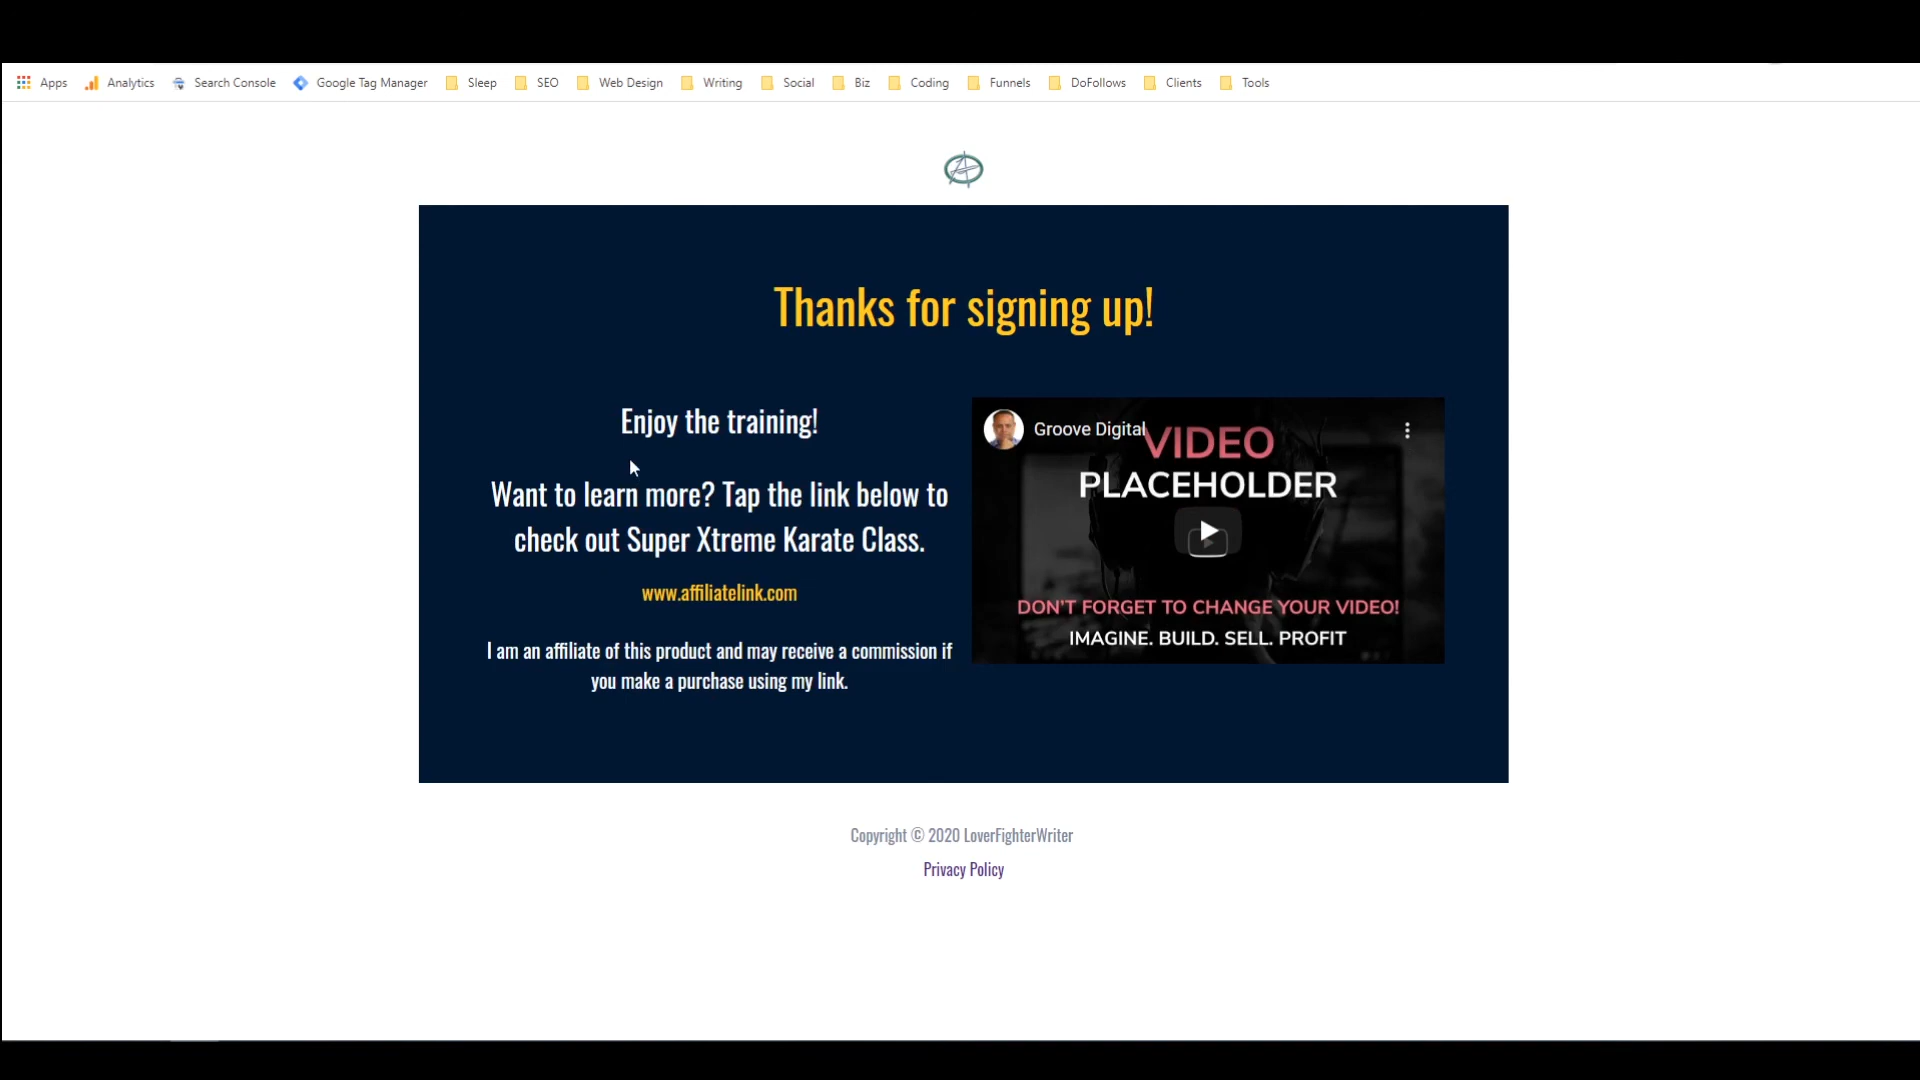 Apps Analytics Search Console Google Tag Manager Sleep SEO Web Design Writing Social Biz Coding Funnels DoFollows Clients Tools
Thanks for signing up!
Enjoy the training!
Want to learn more? Tap the link below to
check out Super Xtreme Karate Class.
www.affiliatelink.com
I am an affiliate of this product and may receive a commission if
you make a purchase using my link.
Groove Digital
VIDEO
PLACEHOLDER
DON'T FORGET TO CHANGE YOUR VIDEO!
IMAGINE. BUILD. SELL. PROFIT
Copyright © 2020 LoverFighterWriter
Privacy Policy